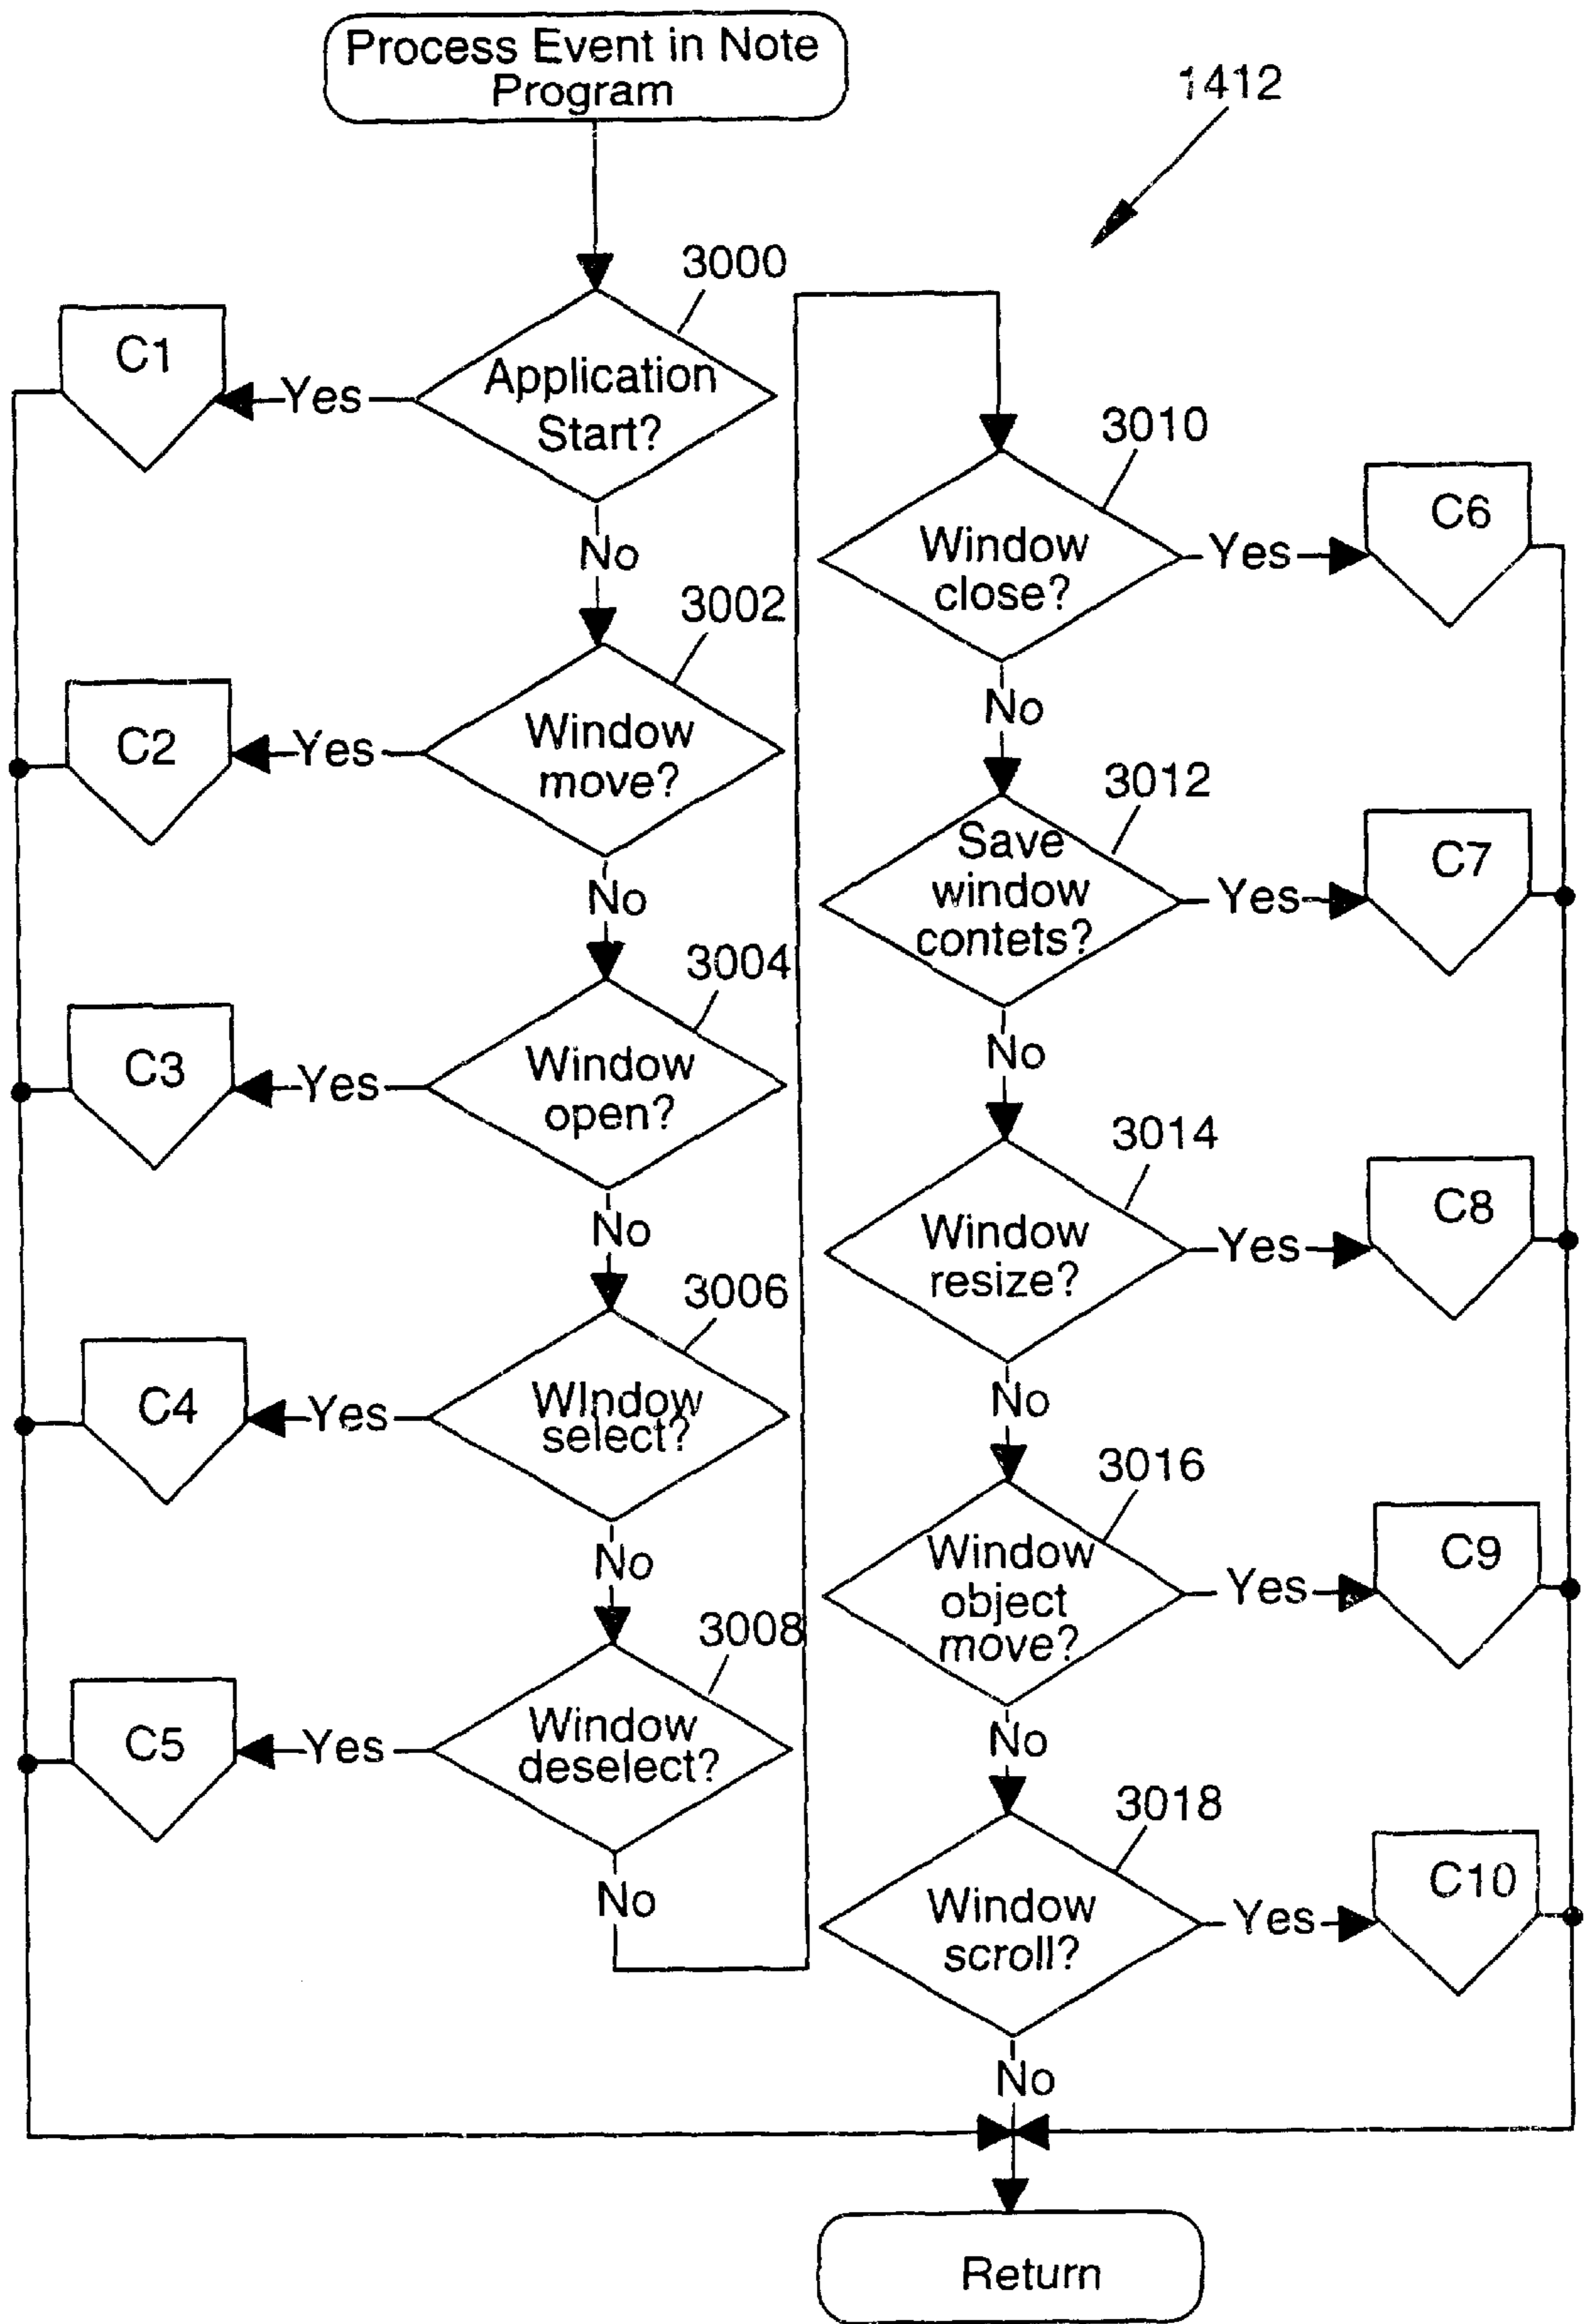 Process Event in Note
Program
1412
3000
C1
Yes
Application
Start?
No
3002
C2
Yes
Window
move?
No
3004
C3
Yes
Window
open?
No
3006
C4
Yes
WIndow
select?
No
3008
C5
Yes
Window
deselect?
No
3010
Window
close?
Yes
C6
No
3012
Save
window
contets?
Yes
C7
No
3014
Window
resize?
Yes
C8
No
3016
Window
object
move?
Yes
C9
No
3018
Window
scroll?
Yes
C10
No
Return